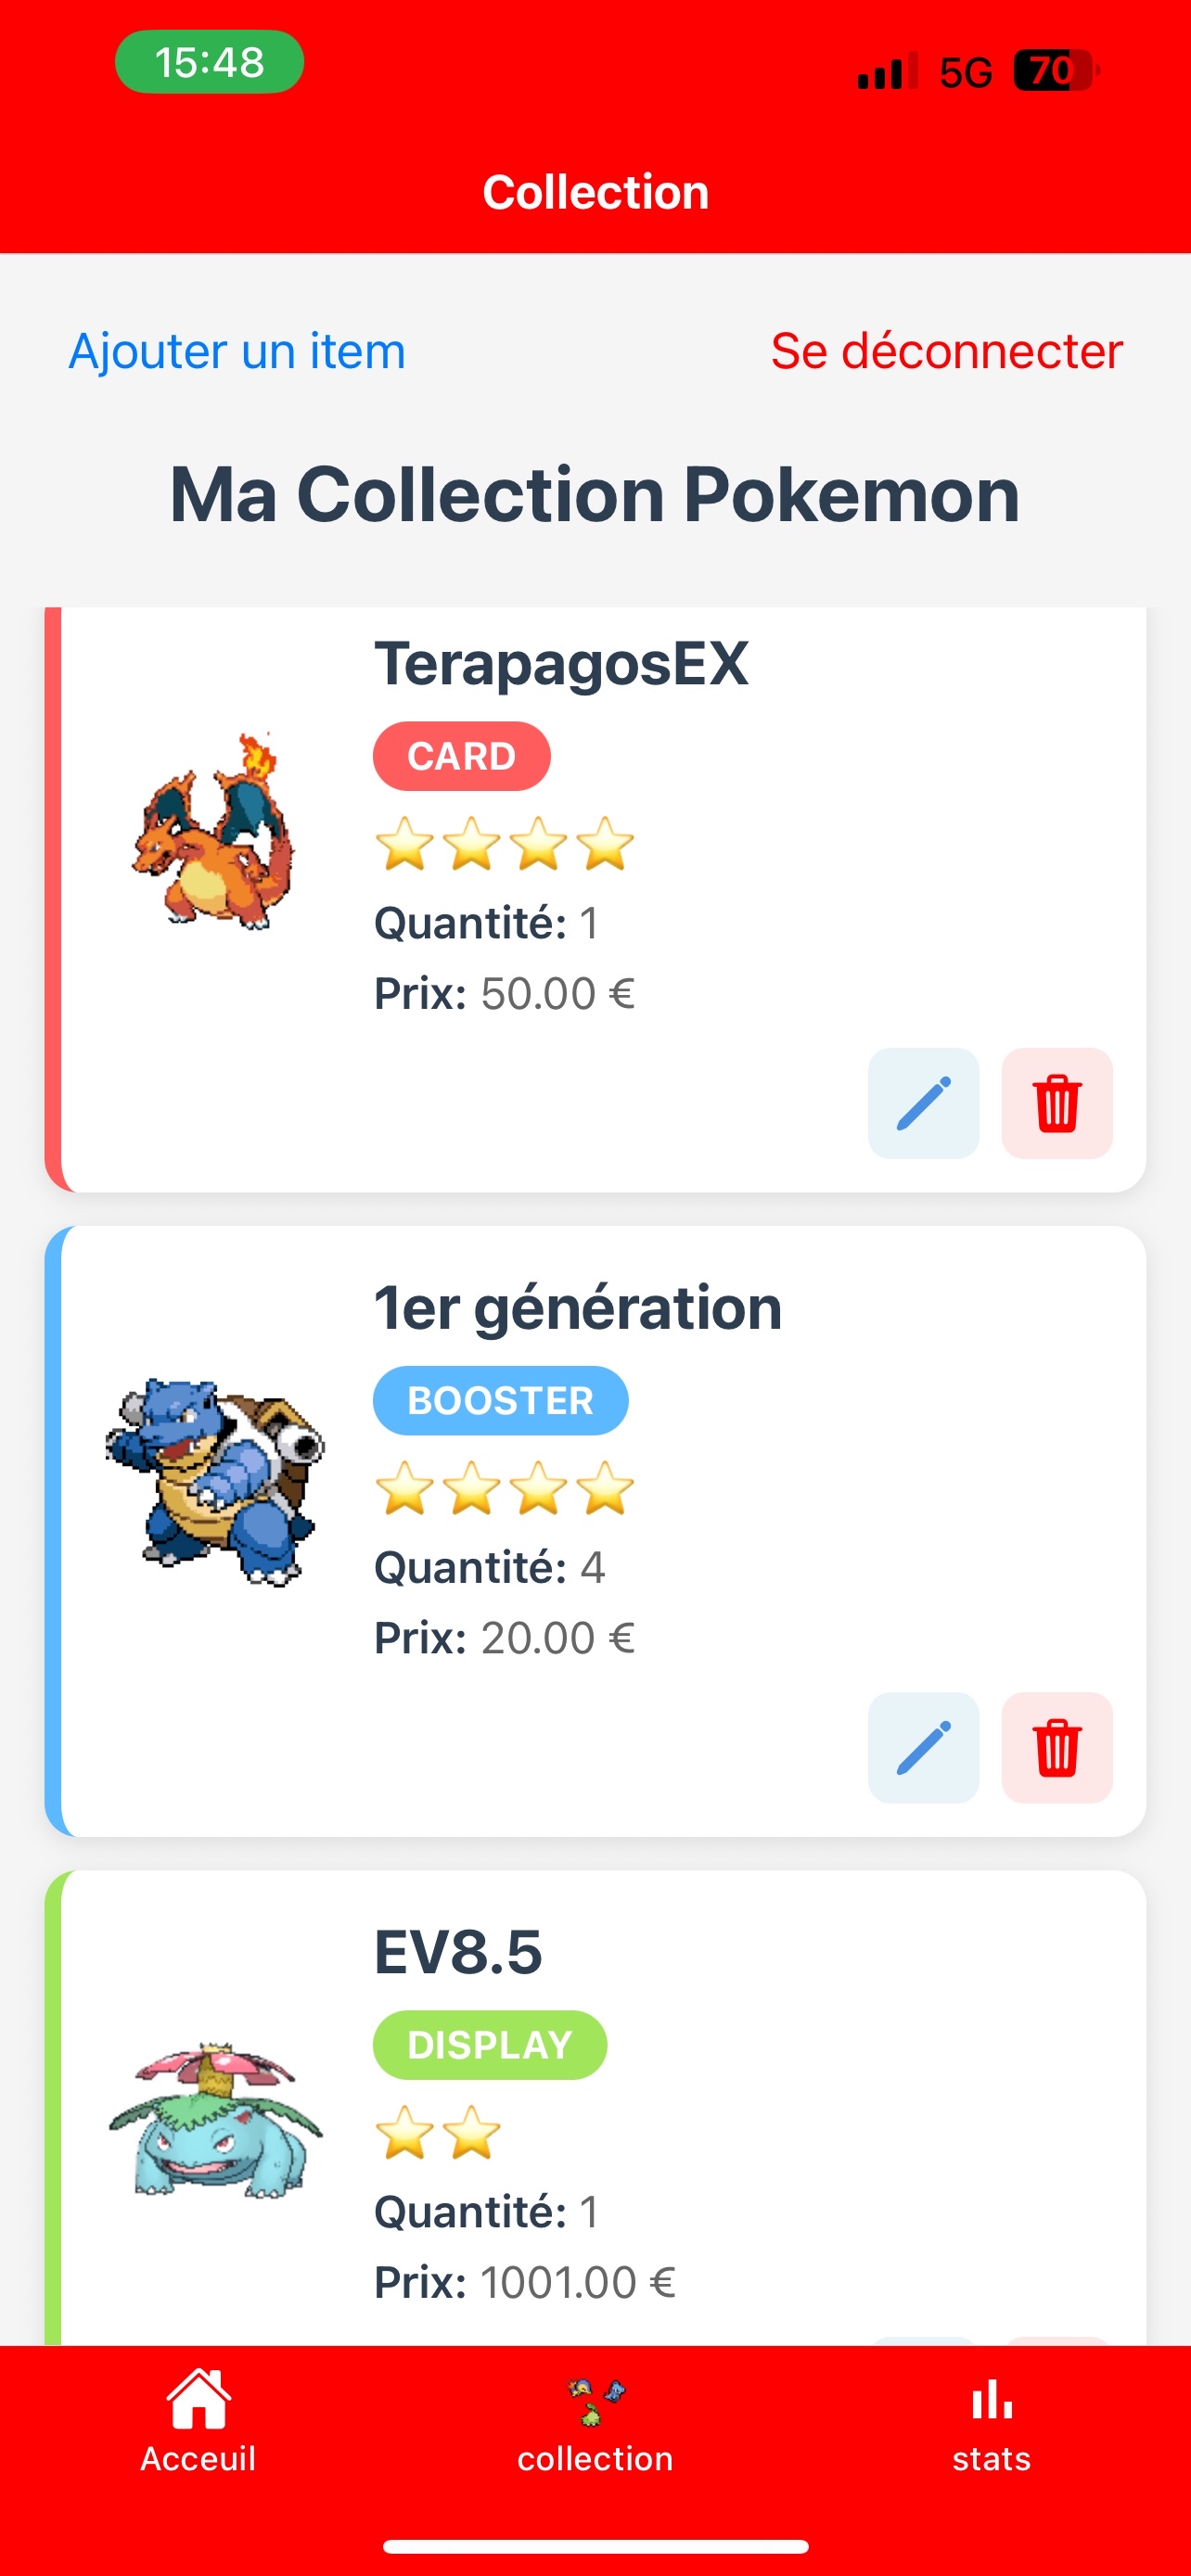 15:48
5G
70
Collection
Ajouter un item
Se déconnecter
Ma Collection Pokemon
TerapagosEX
CARD
Quantité: 1
Prix: 50.00 €
1er génération
BOOSTER
Quantité: 4
Prix: 20.00 €
EV8.5
DISPLAY
Quantité: 1
Prix: 1001.00 €
Acceuil
collection
stats